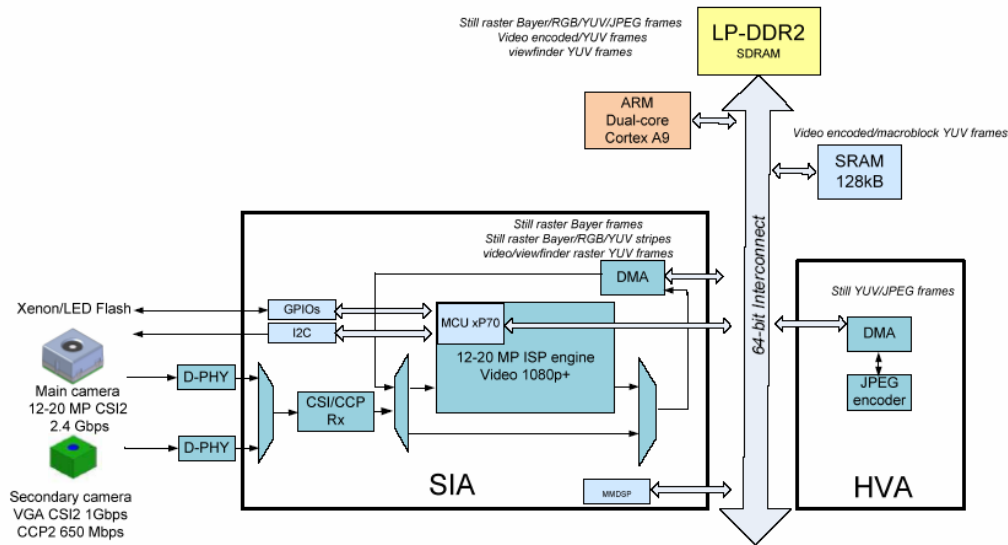 Still raster Bayer/RGB/YUV/JPEG frames
Video encoded/YUV frames
viewfinder YUV frames
LP-DDR2
SDRAM
ARM
Dual-core
Cortex A9
Video encoded/macroblock YUV frames
SRAM
128kB
64-bit Interconnect
Still raster Bayer frames
Still raster Bayer/RGB/YUV stripes
video/viewfinder raster YUV frames
DMA
Xenon/LED Flash
GPIOs
I2C
MCU xP70
12-20 MP ISP engine
Video 1080p+
Main camera
12-20 MP CSI2
2.4 Gbps
D-PHY
CSI/CCP
Rx
D-PHY
Secondary camera
VGA CSI2 1Gbps
CCP2 650 Mbps
SIA
MMDSP
Still YUV/JPEG frames
DMA
JPEG
encoder
HVA